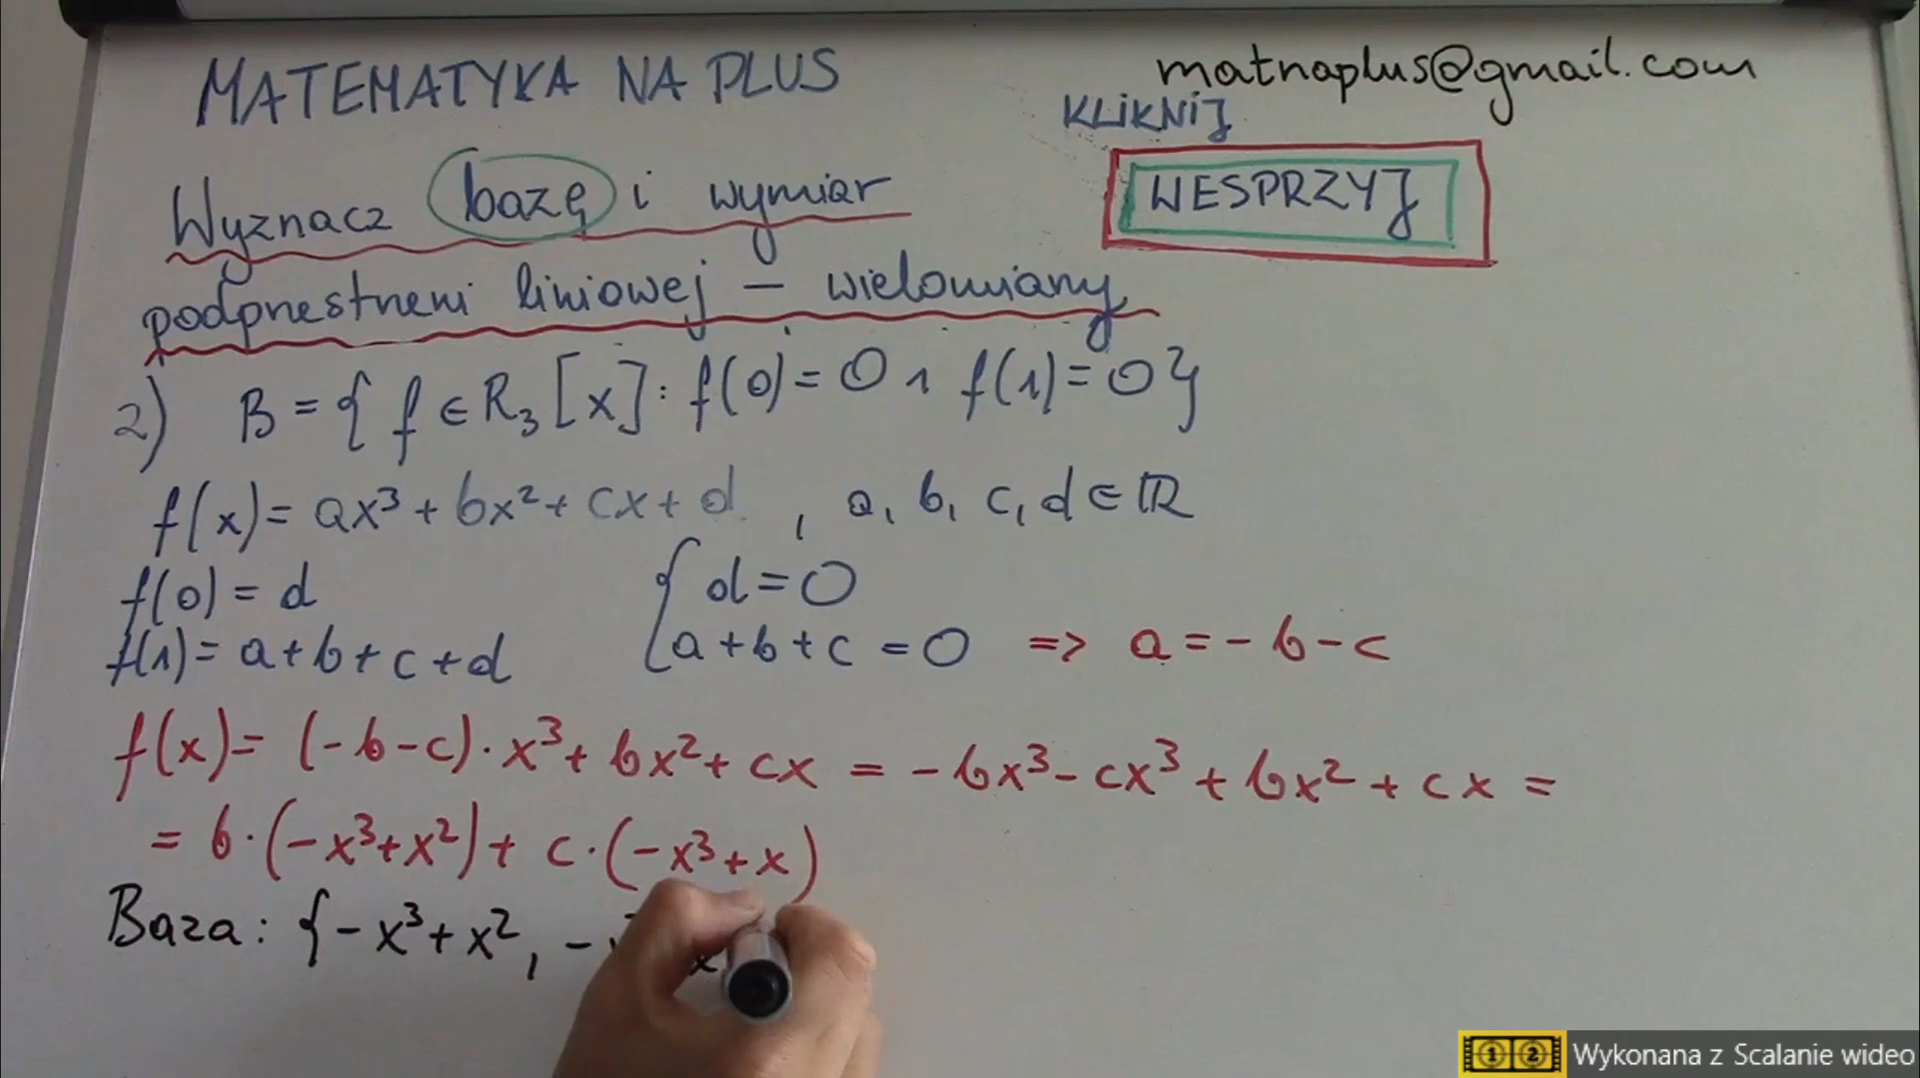 MATEMATYKA NA PLUS
matnaplus@gmail.com
KLIKNIJ
WESPRZYJ
Wyznacz bazę i wymiar
podprzestrzeni liniowej – wielomiany
2) B = { f ∈ R₃[x]: f(0) = 0 ∧ f(1) = 0 }
f(x) = ax³ + bx² + cx + d , a, b, c, d ∈ ℝ
f(0) = d
f(1) = a + b + c + d
{ d = 0
a + b + c = 0 => a = -b - c
f(x) = (-b-c)·x³ + bx² + cx = -bx³ - cx³ + bx² + cx =
= b·(-x³+x²) + c·(-x³+x)
Baza: {-x³+x², -
Wykonana z Scalanie wideo